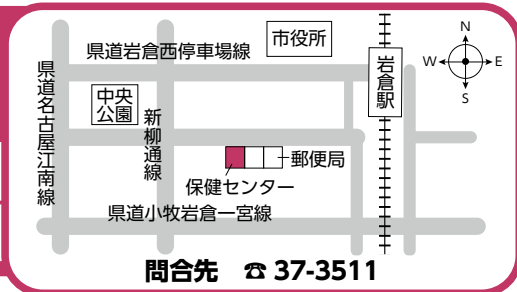 市役所
県道岩倉西停車場線
N
W
E
S
岩倉駅
県道名古屋江南線
中央
公園
新柳通線
郵便局
保健センター
県道小牧岩倉一宮線
問合先 ☎ 37-3511